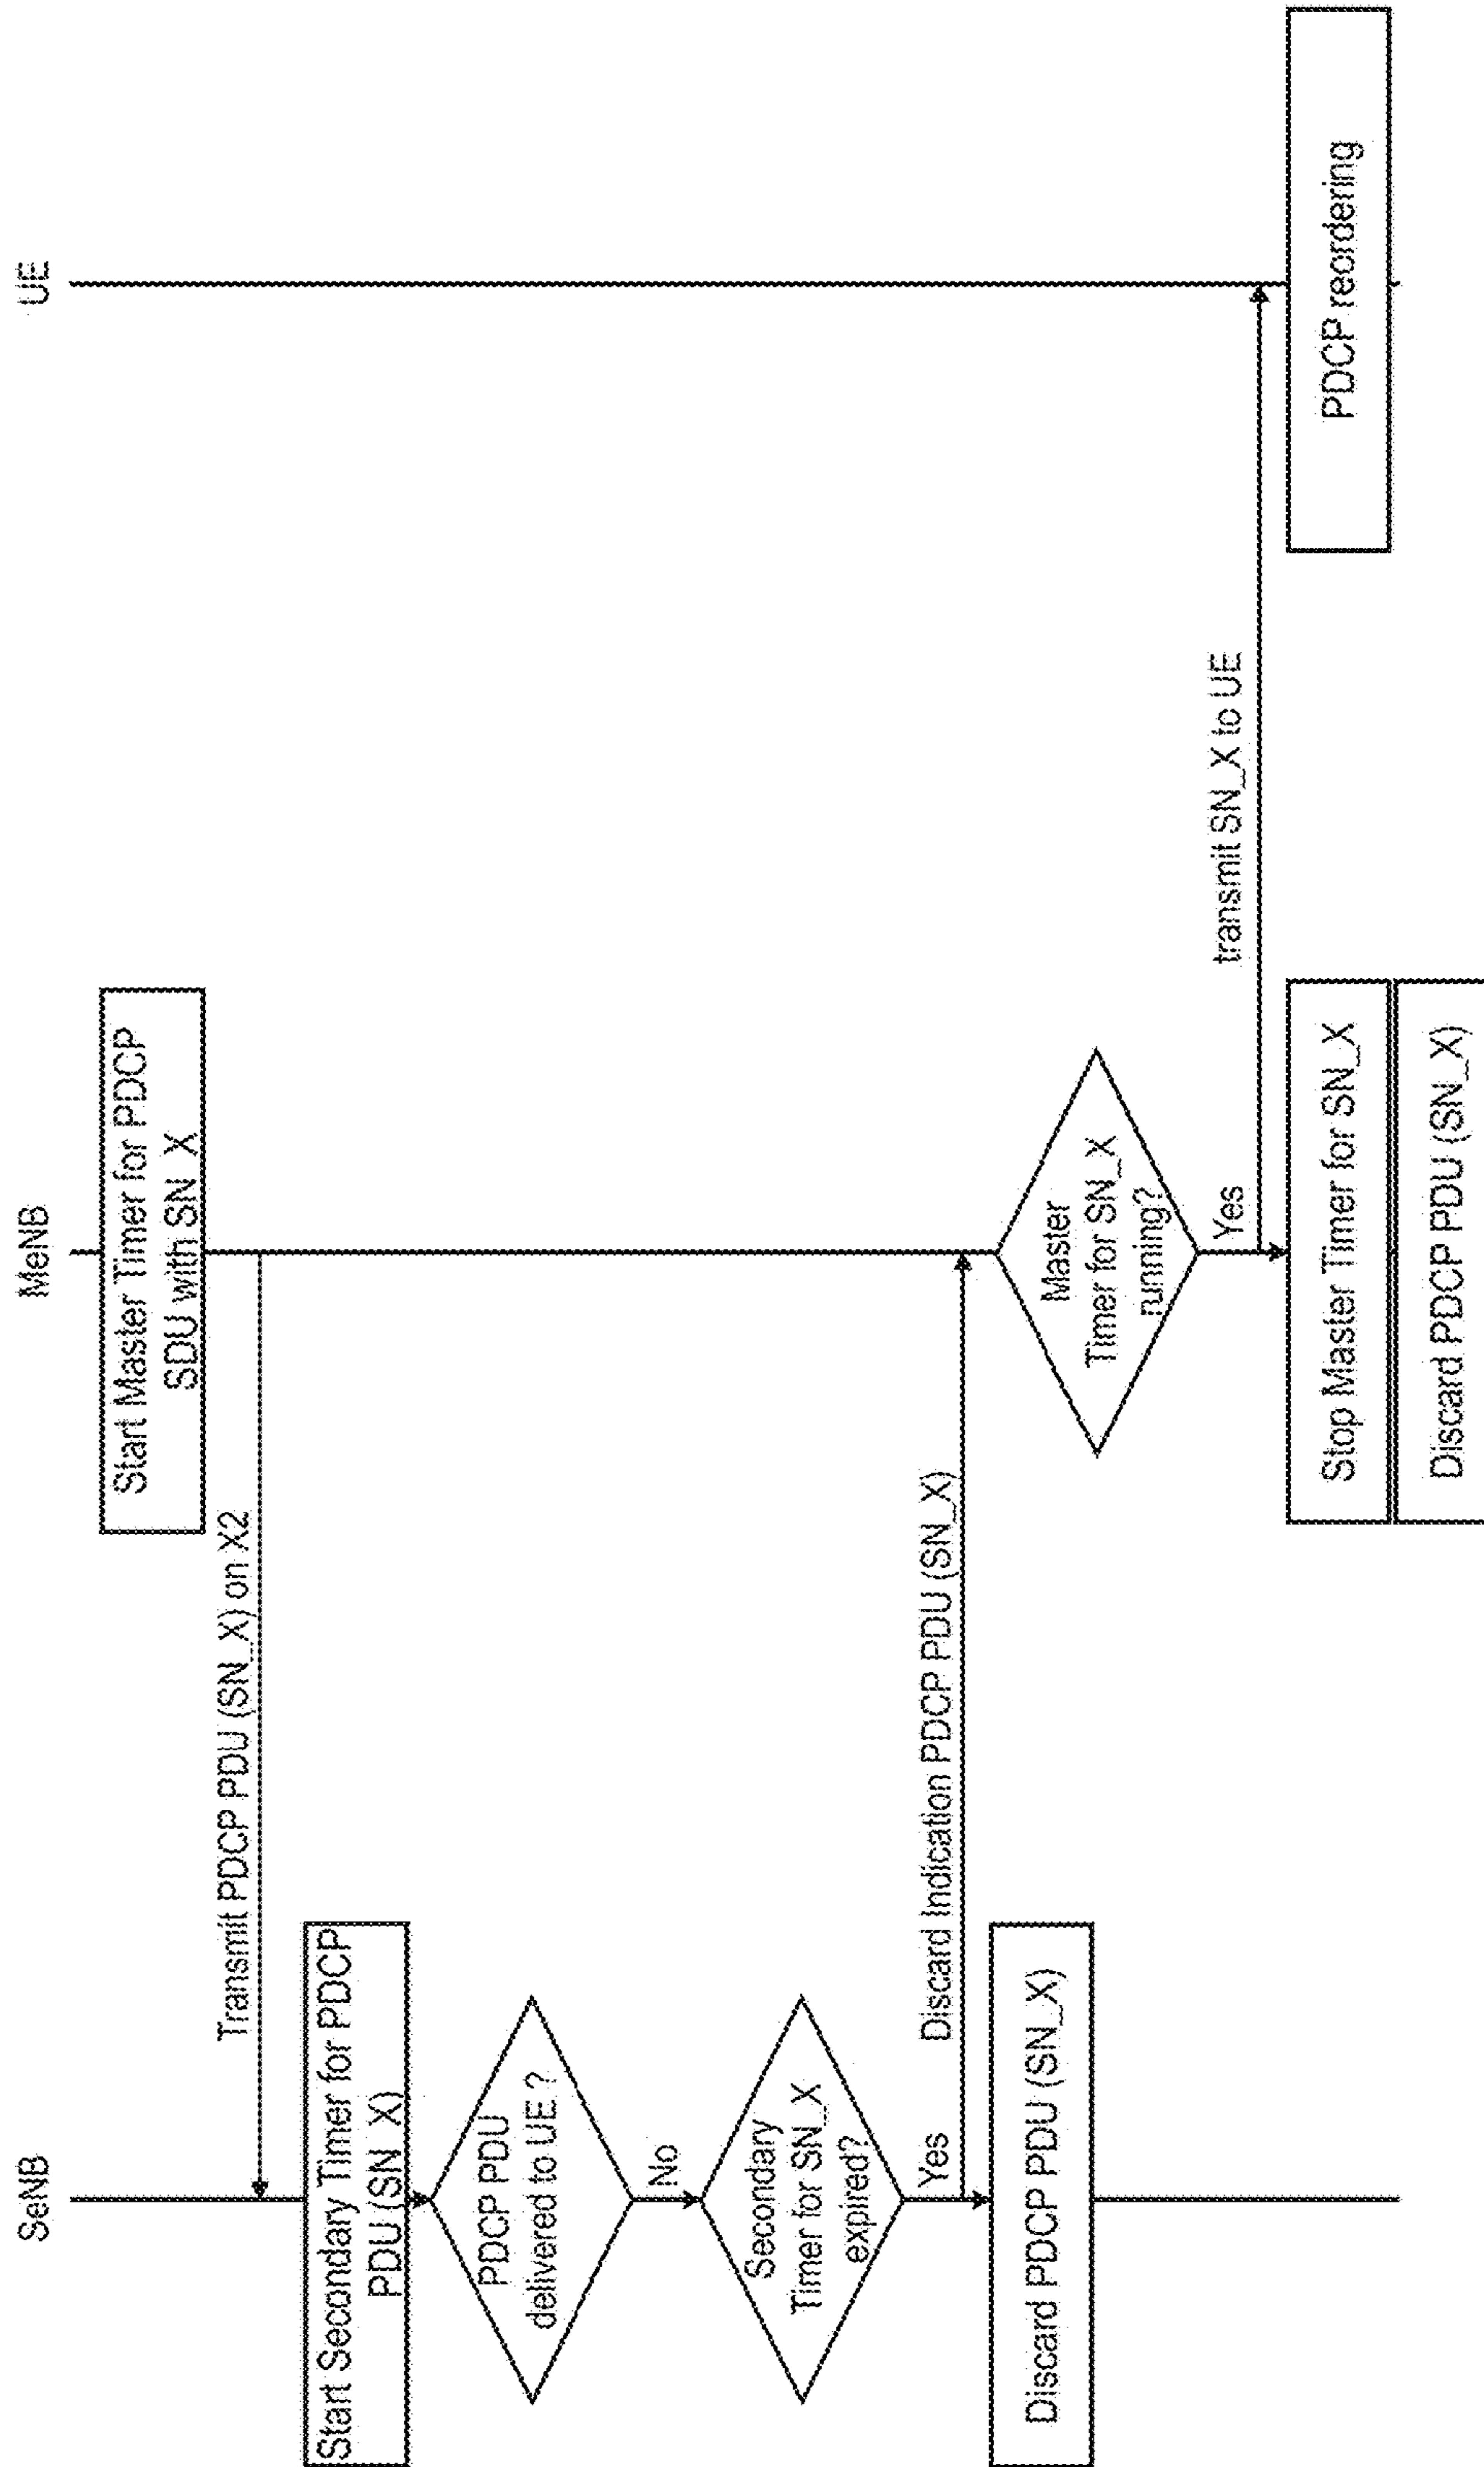 SeNB
MeNB
UE
Start Master Timer for PDCP
SDU with SN_X
Transmit PDCP PDU (SN_X) on X2
Start Secondary Timer for PDCP
PDU (SN_X)
PDCP PDU
delivered to UE ?
No
Secondary
Timer for SN_X
expired?
Yes
Discard Indication PDCP PDU (SN_X)
Discard PDCP PDU (SN_X)
Master
Timer for SN_X
running?
Yes
transmit SN_X to UE
Stop Master Timer for SN_X
PDCP reordering
Discard PDCP PDU (SN_X)